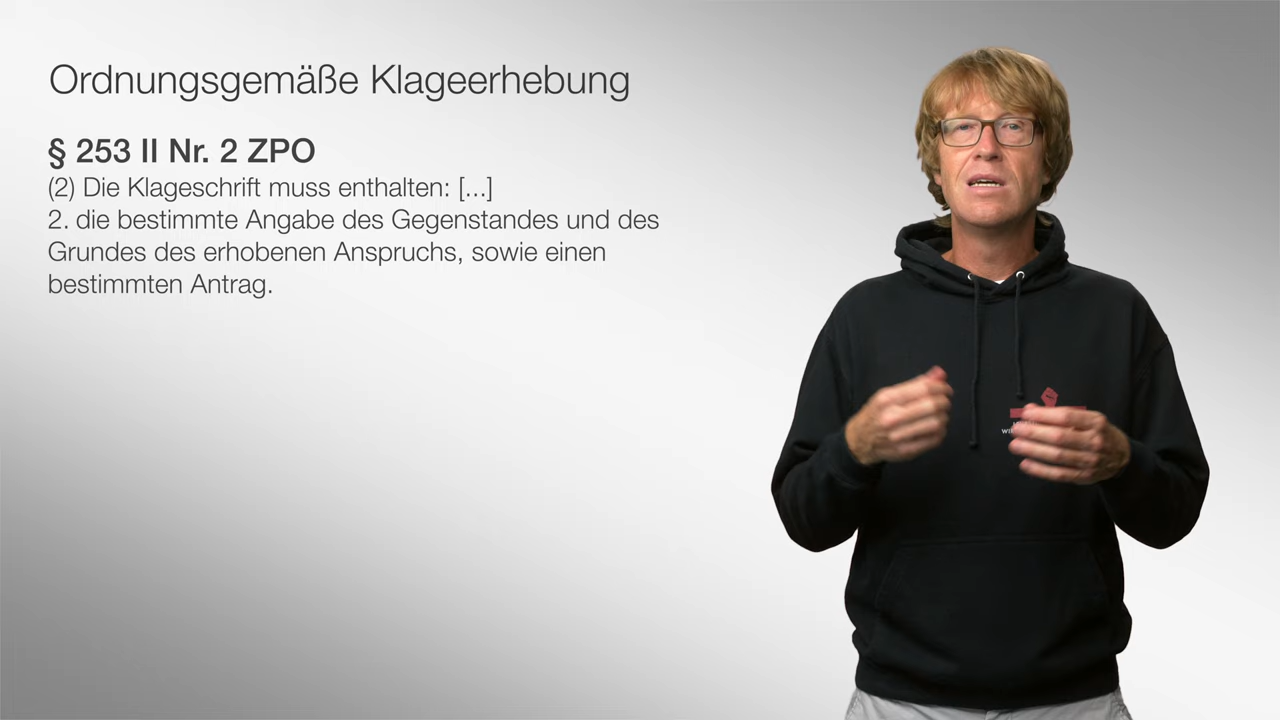 Ordnungsgemäße Klageerhebung
§ 253 II Nr. 2 ZPO
(2) Die Klageschrift muss enthalten: [...]
2. die bestimmte Angabe des Gegenstandes und des
Grundes des erhobenen Anspruchs, sowie einen
bestimmten Antrag.